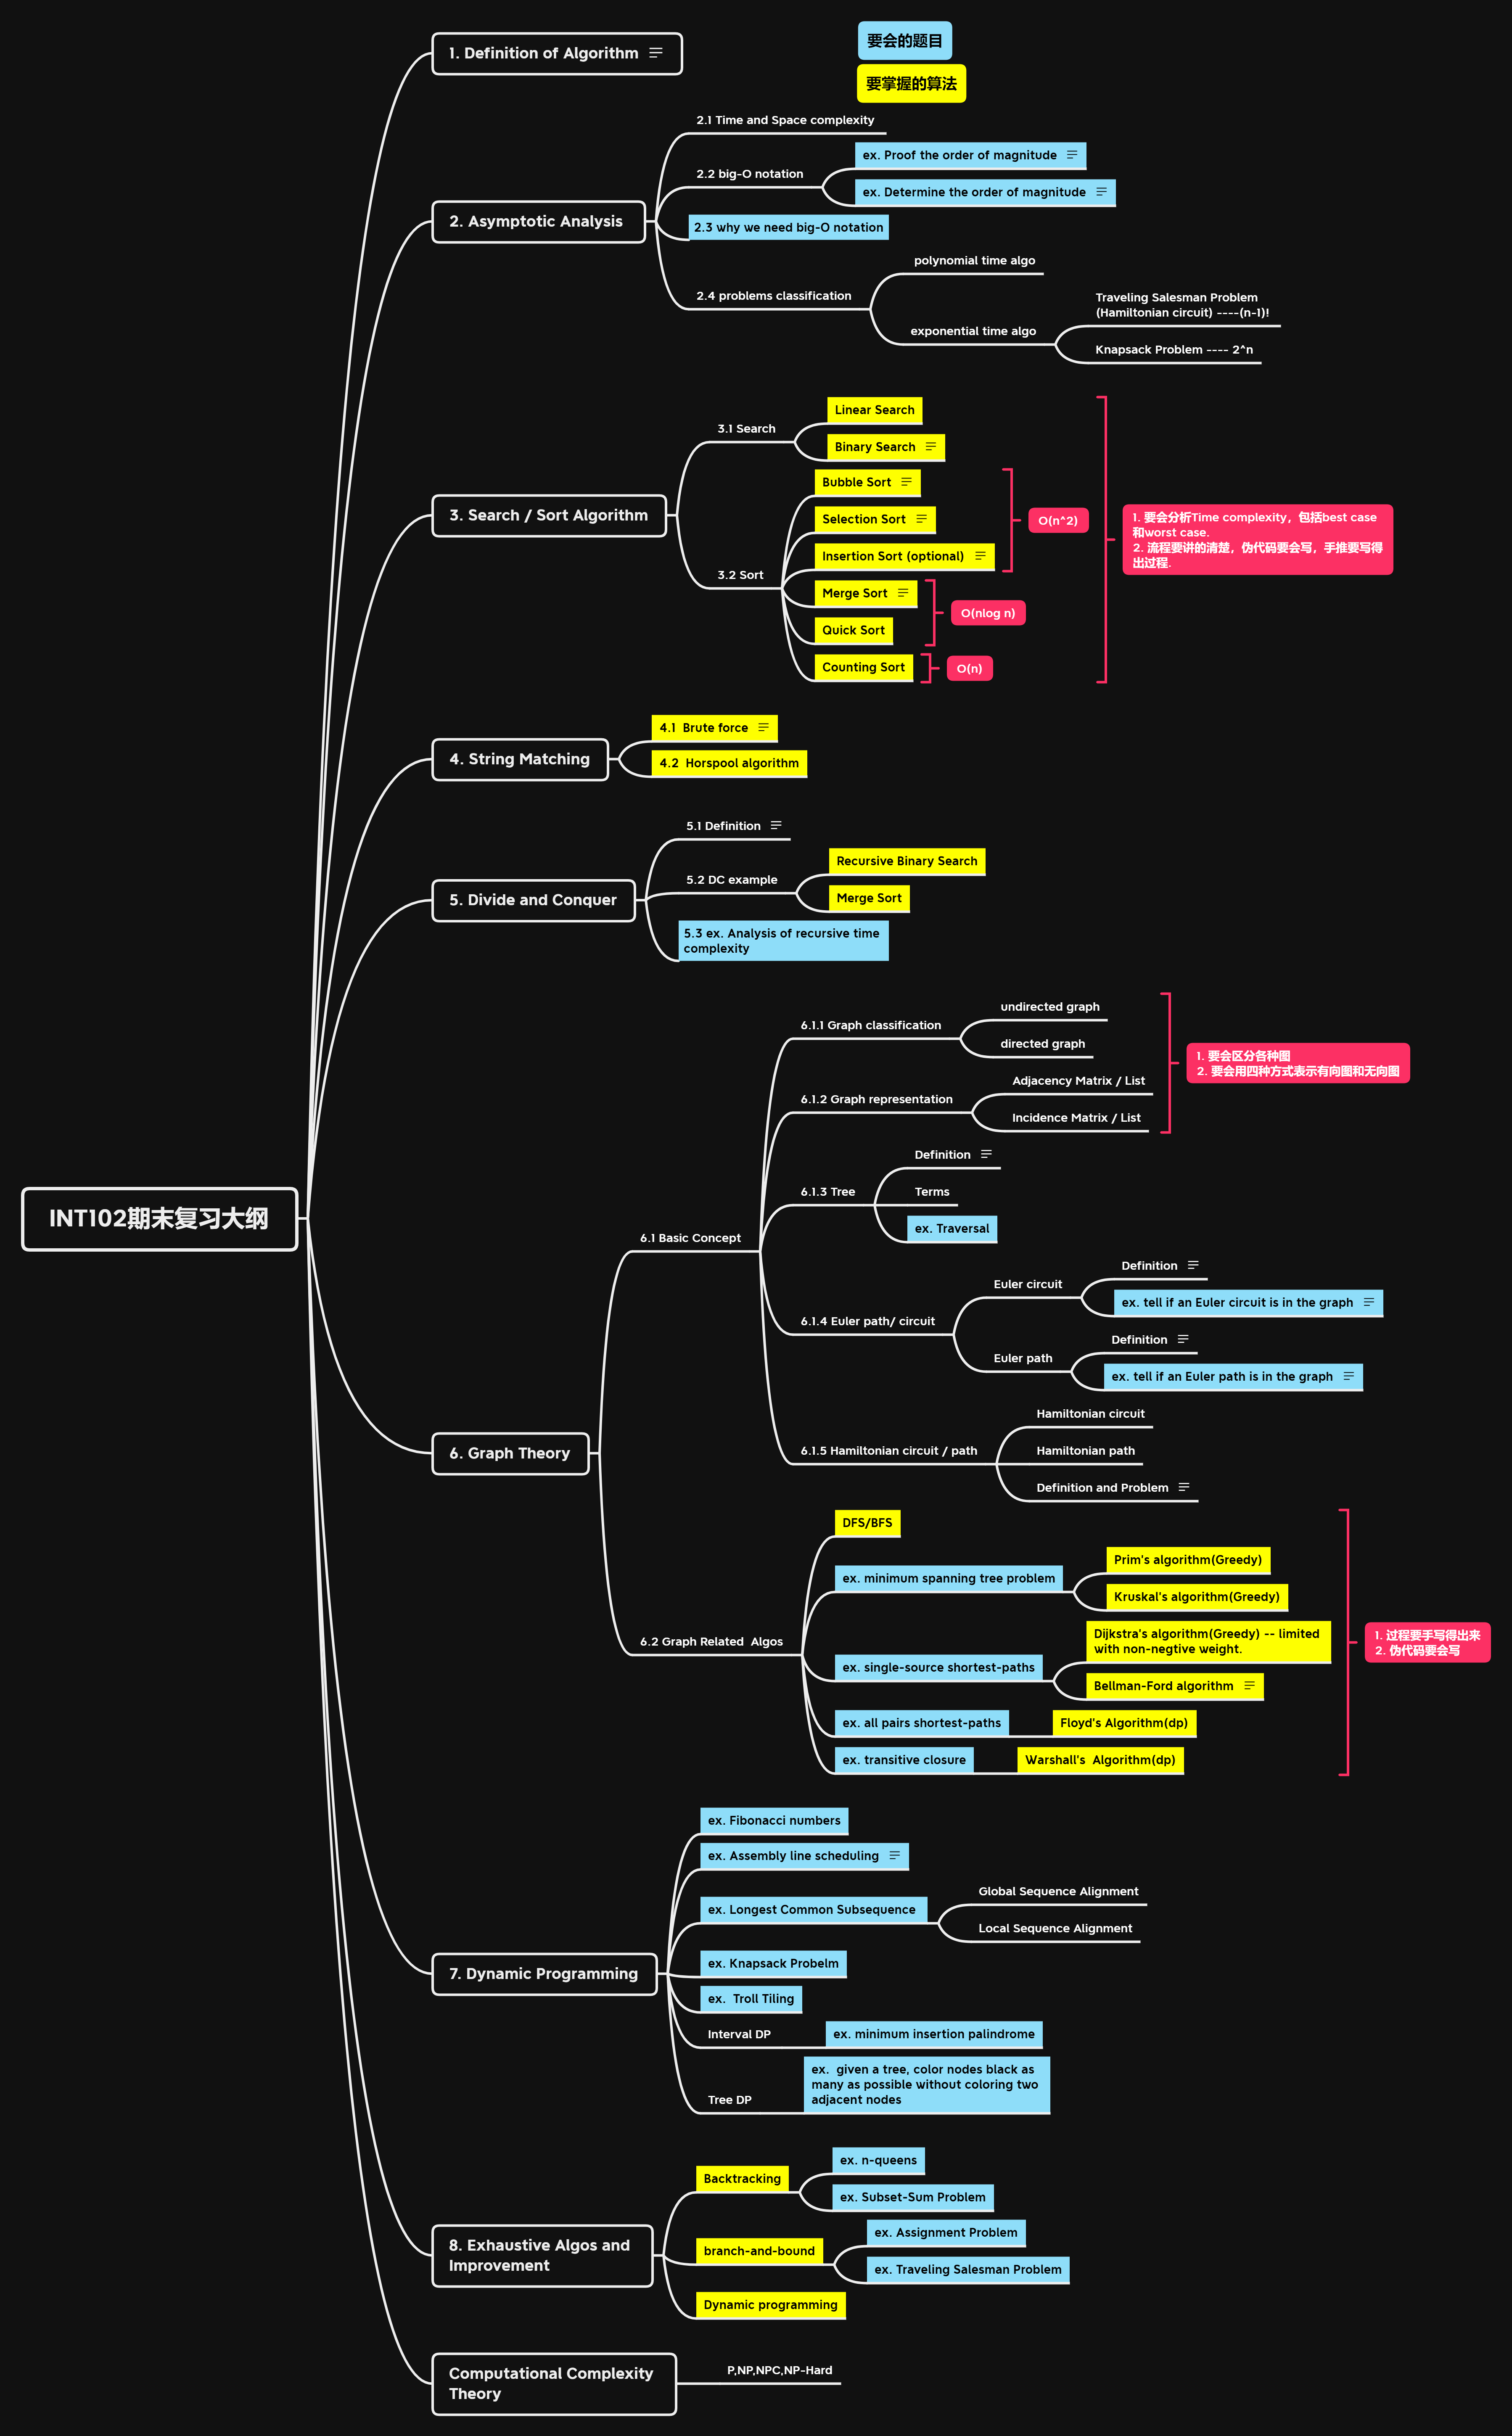 要会的题目
要掌握的算法
INT102期末复习大纲
1. Definition of Algorithm
2. Asymptotic Analysis
2.1 Time and Space complexity
2.2 big-O notation
ex. Proof the order of magnitude
ex. Determine the order of magnitude
2.3 why we need big-O notation
2.4 problems classification
polynomial time algo
exponential time algo
Traveling Salesman Problem
(Hamiltonian circuit) ----(n-1)!
Knapsack Problem ---- 2^n
3. Search / Sort Algorithm
3.1 Search
Linear Search
Binary Search
3.2 Sort
Bubble Sort
Selection Sort
Insertion Sort (optional)
O(n^2)
Merge Sort
Quick Sort
O(nlog n)
Counting Sort
O(n)
1. 要会分析Time complexity，包括best case
和worst case.
2. 流程要讲的清楚，伪代码要会写，手推要写得
出过程.
4. String Matching
4.1 Brute force
4.2 Horspool algorithm
5. Divide and Conquer
5.1 Definition
5.2 DC example
Recursive Binary Search
Merge Sort
5.3 ex. Analysis of recursive time
complexity
6. Graph Theory
6.1 Basic Concept
6.1.1 Graph classification
undirected graph
directed graph
6.1.2 Graph representation
Adjacency Matrix / List
Incidence Matrix / List
1. 要会区分各种图
2. 要会用四种方式表示有向图和无向图
6.1.3 Tree
Definition
Terms
ex. Traversal
6.1.4 Euler path/ circuit
Euler circuit
Definition
ex. tell if an Euler circuit is in the graph
Euler path
Definition
ex. tell if an Euler path is in the graph
6.1.5 Hamiltonian circuit / path
Hamiltonian circuit
Hamiltonian path
Definition and Problem
6.2 Graph Related Algos
DFS/BFS
ex. minimum spanning tree problem
Prim's algorithm(Greedy)
Kruskal's algorithm(Greedy)
ex. single-source shortest-paths
Dijkstra's algorithm(Greedy) -- limited
with non-negtive weight.
Bellman-Ford algorithm
ex. all pairs shortest-paths
Floyd's Algorithm(dp)
ex. transitive closure
Warshall's Algorithm(dp)
1. 过程要手写得出来
2. 伪代码要会写
7. Dynamic Programming
ex. Fibonacci numbers
ex. Assembly line scheduling
ex. Longest Common Subsequence
Global Sequence Alignment
Local Sequence Alignment
ex. Knapsack Probelm
ex. Troll Tiling
Interval DP
ex. minimum insertion palindrome
Tree DP
ex. given a tree, color nodes black as
many as possible without coloring two
adjacent nodes
8. Exhaustive Algos and
Improvement
Backtracking
ex. n-queens
ex. Subset-Sum Problem
branch-and-bound
ex. Assignment Problem
ex. Traveling Salesman Problem
Dynamic programming
Computational Complexity
Theory
P,NP,NPC,NP-Hard